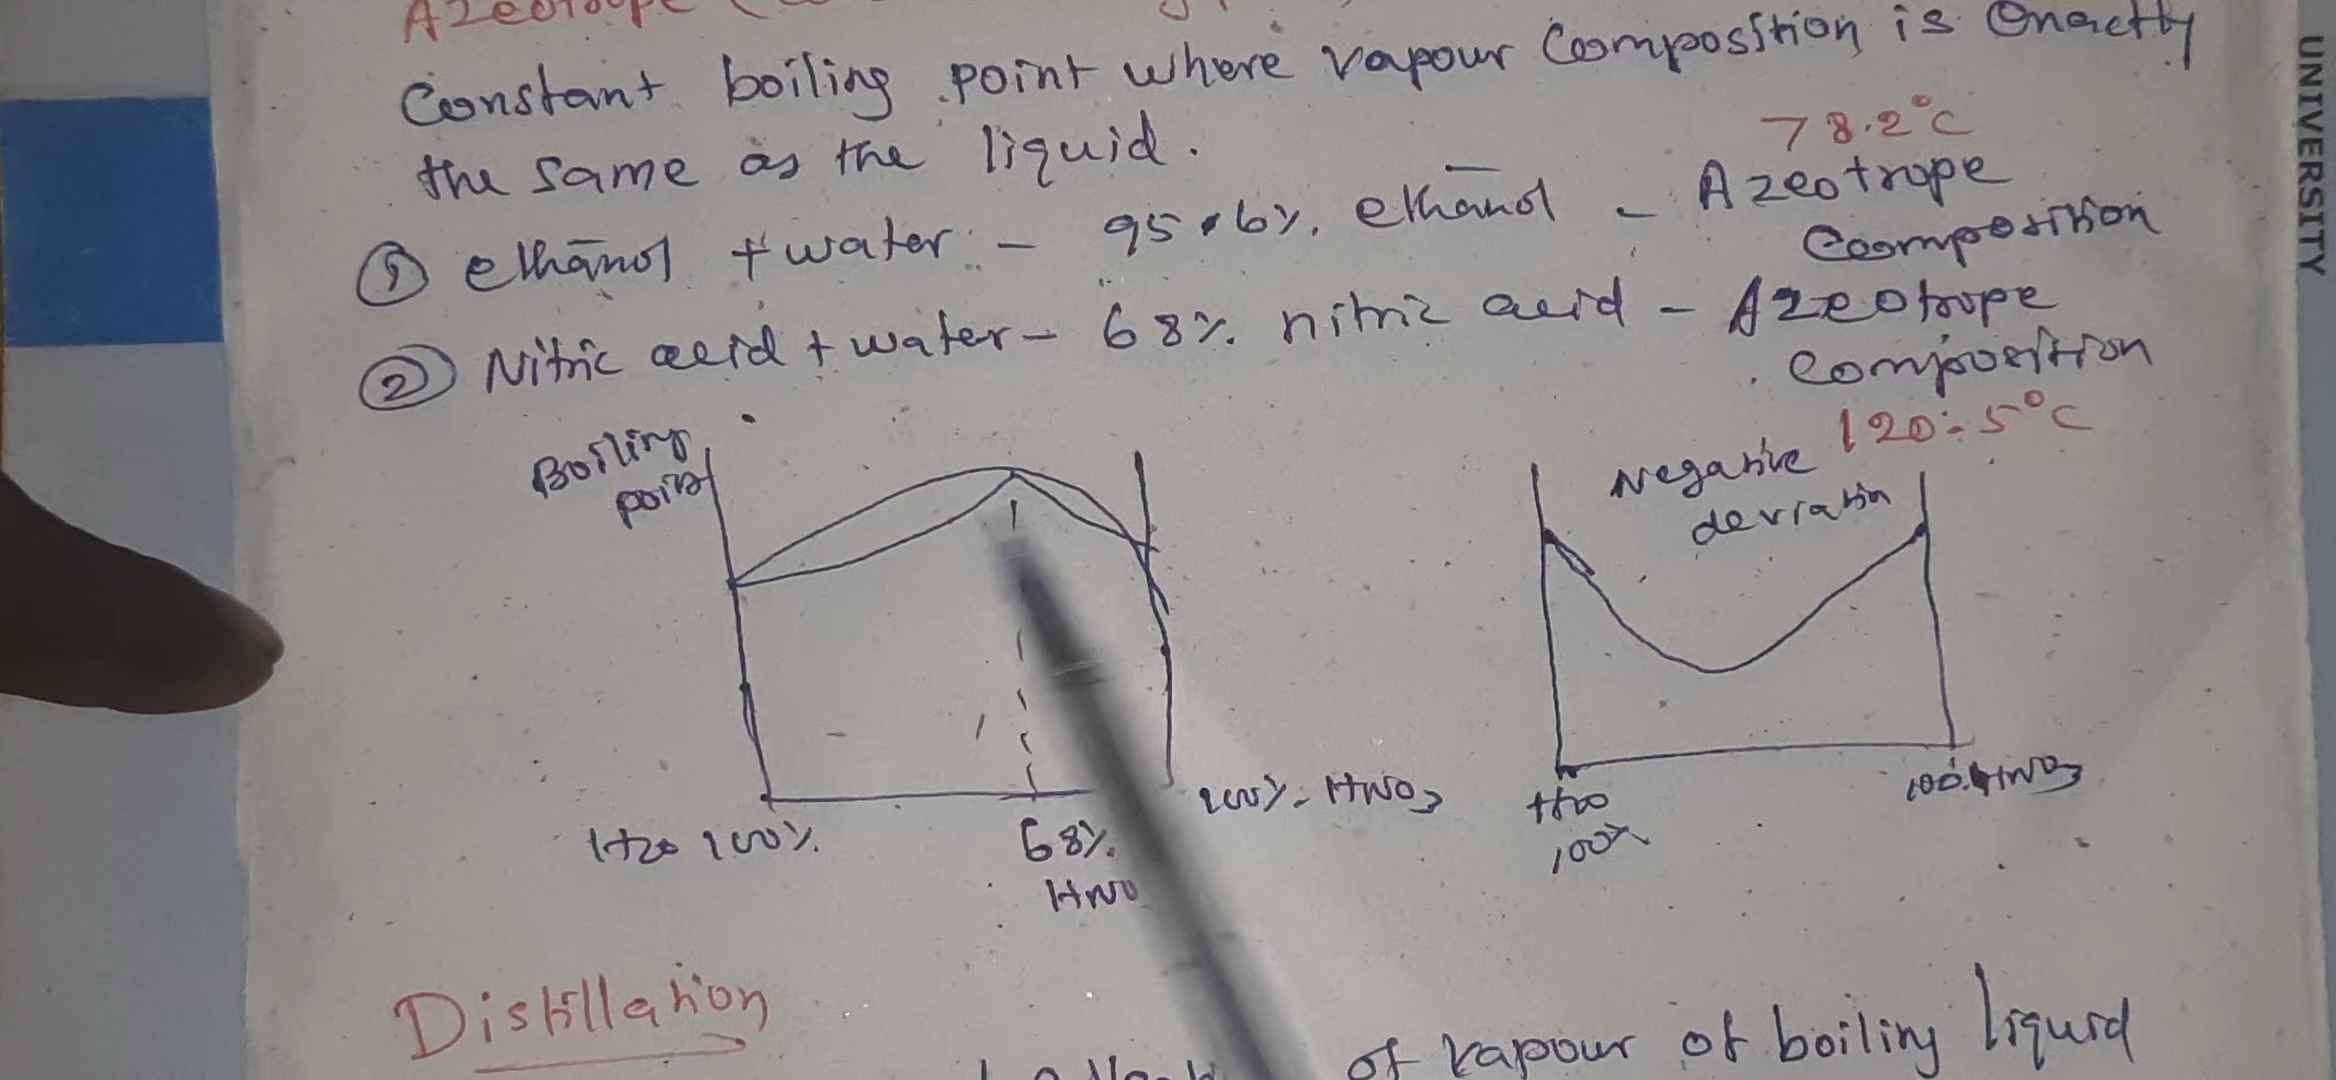 Azeotrope (
Constant boiling point where vapour composition is exactly
the same as the liquid.
78.2°C
① ethanol + water - 95.6% ethanol - Azeotrope
Composition
② Nitric acid + water - 68% nitric acid - Azeotrope
composition
120.5°C
Boiling
point
Negative
deviation
H2O 100%
68%
HNO
100% HNO3
H2O
100%
100% HNO3
Distillation
of vapour of boiling liquid
UNIVERSITY